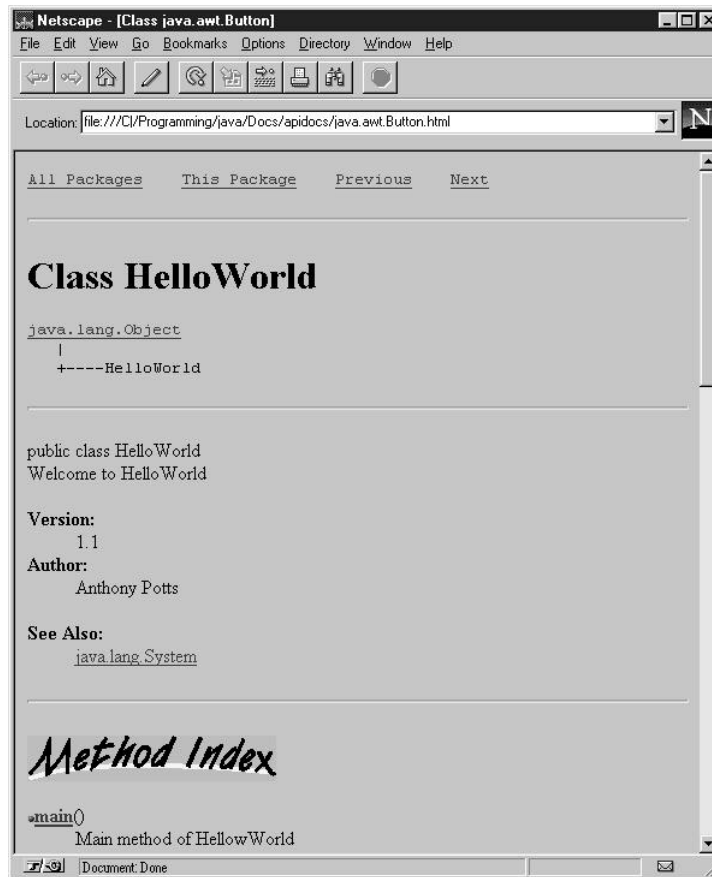 Netscape - [Class java.awt.Button]
File Edit View Go Bookmarks Options Directory Window Help
Location: file:///C|/Programming/java/Docs/apidocs/java.awt.Button.html
N
All Packages This Package Previous Next
Class HelloWorld
java.lang.Object
|
+----HelloWorld
public class HelloWorld
Welcome to HelloWorld
Version:
1.1
Author:
Anthony Potts
See Also:
java.lang.System
Method Index
main()
Main method of HellowWorld
Document: Done